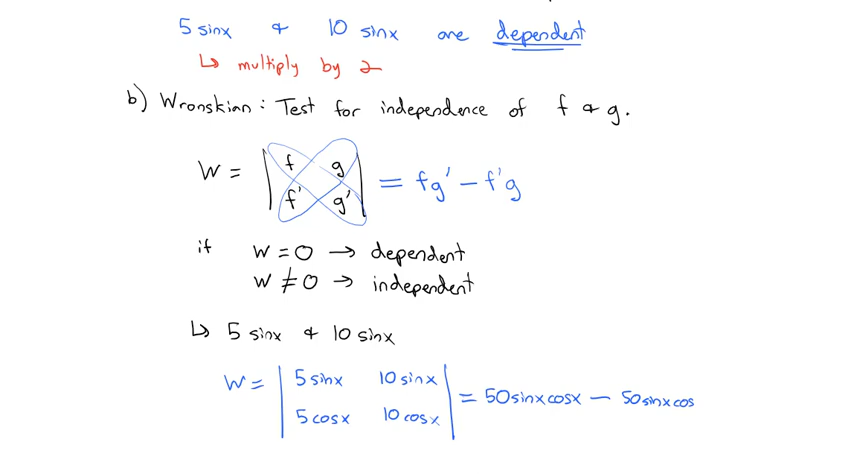 5 sinx & 10 sinx are dependent
↳ multiply by 2
b) Wronskian : Test for independence of f & g.
W = | f g | = fg' - f'g
| f' g' |
if W = 0 → dependent
W ≠ 0 → independent
↳ 5 sinx & 10 sinx
W = | 5 sinx 10 sinx | = 50 sinx cosx - 50 sinx cos
| 5 cosx 10 cosx |